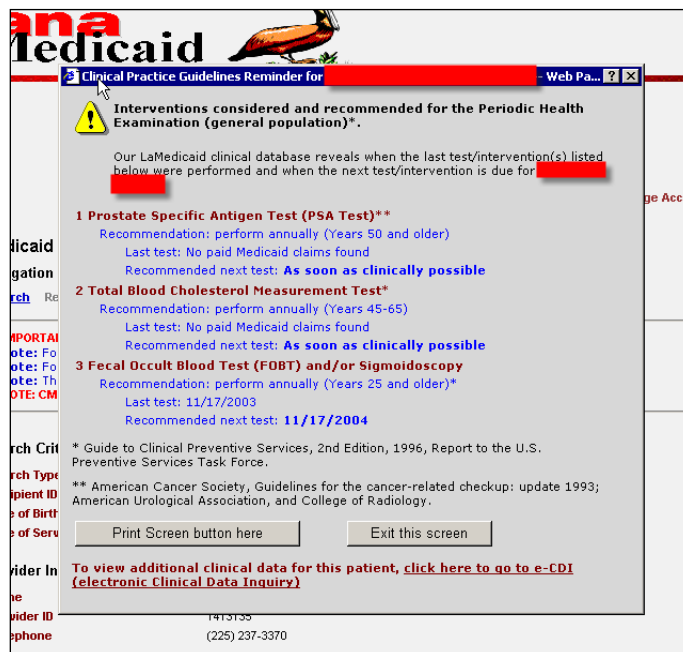 ana
Medicaid
Clinical Practice Guidelines Reminder for - Web Pa...
Interventions considered and recommended for the Periodic Health
Examination (general population)*.
Our LaMedicaid clinical database reveals when the last test/intervention(s) listed
below were performed and when the next test/intervention is due for
ge Acc
1 Prostate Specific Antigen Test (PSA Test)**
Recommendation: perform annually (Years 50 and older)
Last test: No paid Medicaid claims found
Recommended next test: As soon as clinically possible
2 Total Blood Cholesterol Measurement Test*
Recommendation: perform annually (Years 45-65)
Last test: No paid Medicaid claims found
Recommended next test: As soon as clinically possible
3 Fecal Occult Blood Test (FOBT) and/or Sigmoidoscopy
Recommendation: perform annually (Years 25 and older)*
Last test: 11/17/2003
Recommended next test: 11/17/2004
* Guide to Clinical Preventive Services, 2nd Edition, 1996, Report to the U.S.
Preventive Services Task Force.
** American Cancer Society, Guidelines for the cancer-related checkup: update 1993;
American Urological Association, and College of Radiology.
Print Screen button here Exit this screen
To view additional clinical data for this patient, click here to go to e-CDI
(electronic Clinical Data Inquiry)
dicaid
igation
rch Re
MPORTA
ote: Fo
ote: Fo
ote: Th
OTE: CM
rch Crit
rch Type
ipient ID
e of Birth
e of Serv
vider In
me
vider ID 1413135
ephone (225) 237-3370